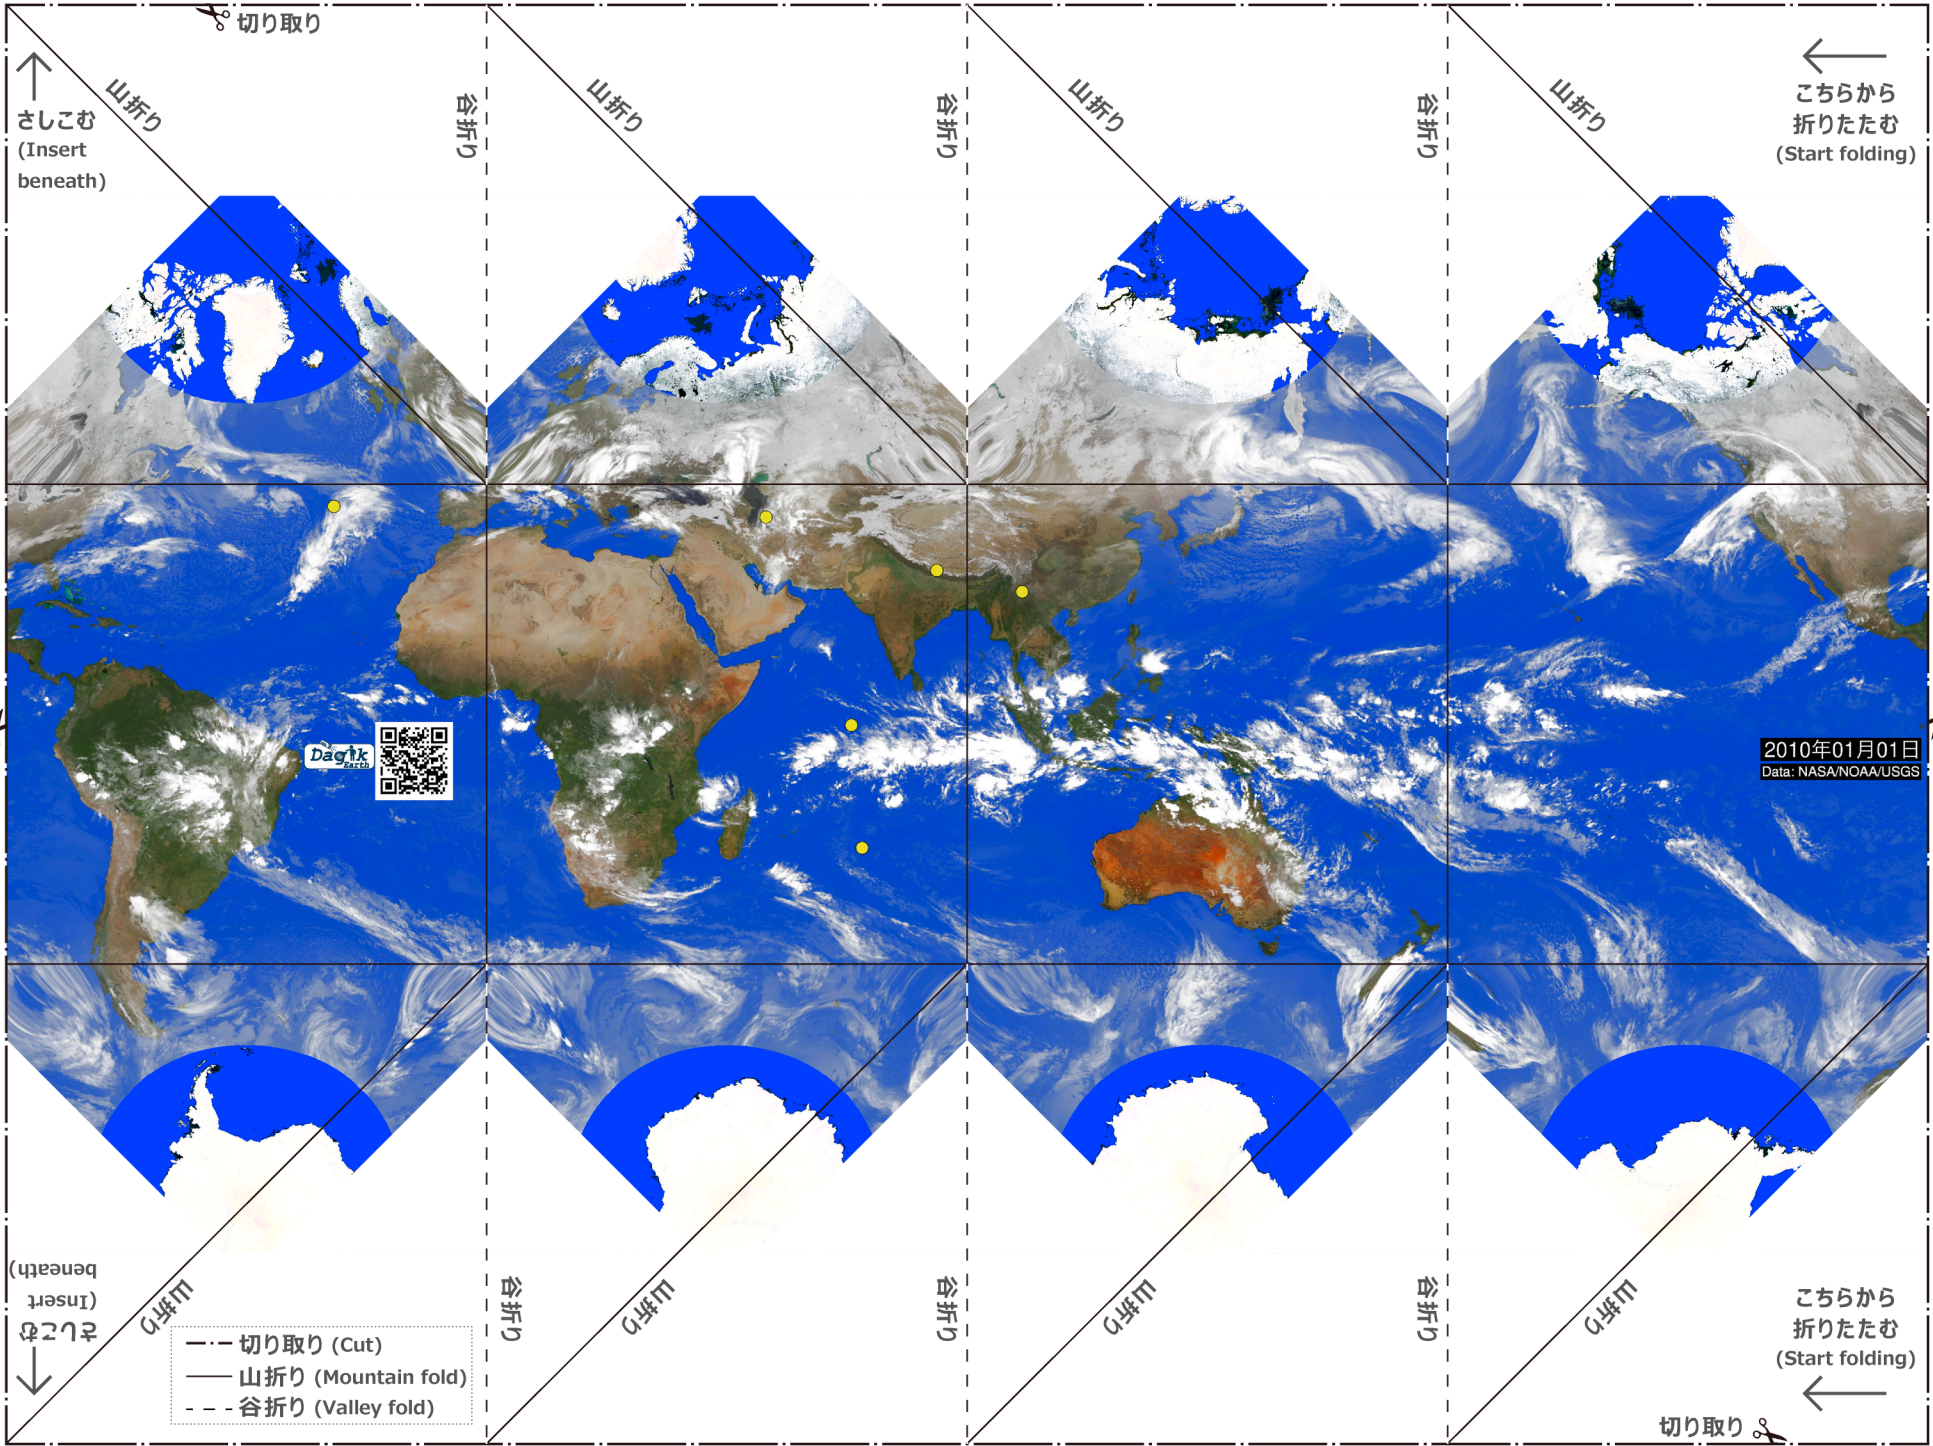 切り取り
さしこむ
(Insert
beneath)
山折り
谷折り
山折り
谷折り
山折り
谷折り
山折り
こちらから
折りたたむ
(Start folding)
Dagik
Earth
2010年01月01日
Data: NASA/NOAA/USGS
さしこむ
(Insert
beneath)
山折り
谷折り
山折り
谷折り
山折り
谷折り
山折り
こちらから
折りたたむ
(Start folding)
切り取り (Cut)
山折り (Mountain fold)
谷折り (Valley fold)
切り取り